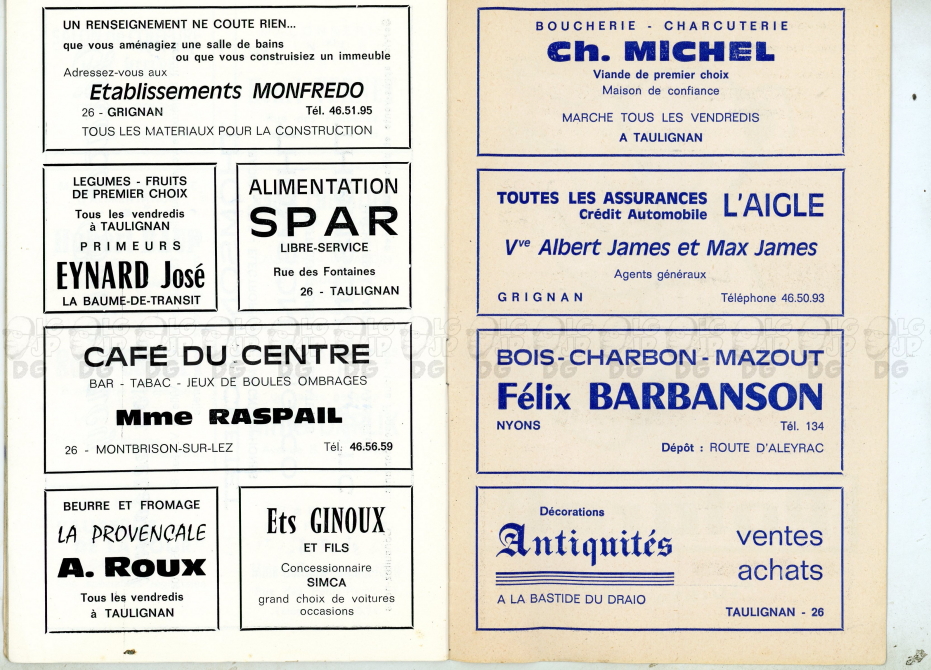 UN RENSEIGNEMENT NE COUTE RIEN...
que vous aménagiez une salle de bains
ou que vous construisiez un immeuble
Adressez-vous aux
Etablissements MONFREDO
26 - GRIGNAN Tél. 46.51.95
TOUS LES MATERIAUX POUR LA CONSTRUCTION
LEGUMES - FRUITS
DE PREMIER CHOIX
Tous les vendredis
à TAULIGNAN
PRIMEURS
EYNARD José
LA BAUME-DE-TRANSIT
ALIMENTATION
SPAR
LIBRE-SERVICE
Rue des Fontaines
26 - TAULIGNAN
CAFÉ DU CENTRE
BAR - TABAC - JEUX DE BOULES OMBRAGES
Mme RASPAIL
26 - MONTBRISON-SUR-LEZ Tél. 46.56.59
BEURRE ET FROMAGE
LA PROVENÇALE
A. ROUX
Tous les vendredis
à TAULIGNAN
Ets GINOUX
ET FILS
Concessionnaire
SIMCA
grand choix de voitures
occasions
BOUCHERIE - CHARCUTERIE
Ch. MICHEL
Viande de premier choix
Maison de confiance
MARCHE TOUS LES VENDREDIS
A TAULIGNAN
TOUTES LES ASSURANCES L'AIGLE
Crédit Automobile
Vve Albert James et Max James
Agents généraux
GRIGNAN Téléphone 46.50.93
BOIS - CHARBON - MAZOUT
Félix BARBANSON
NYONS Tél. 134
Dépôt : ROUTE D'ALEYRAC
Décorations
Antiquités
ventes
achats
A LA BASTIDE DU DRAIO
TAULIGNAN - 26
LG JP DG